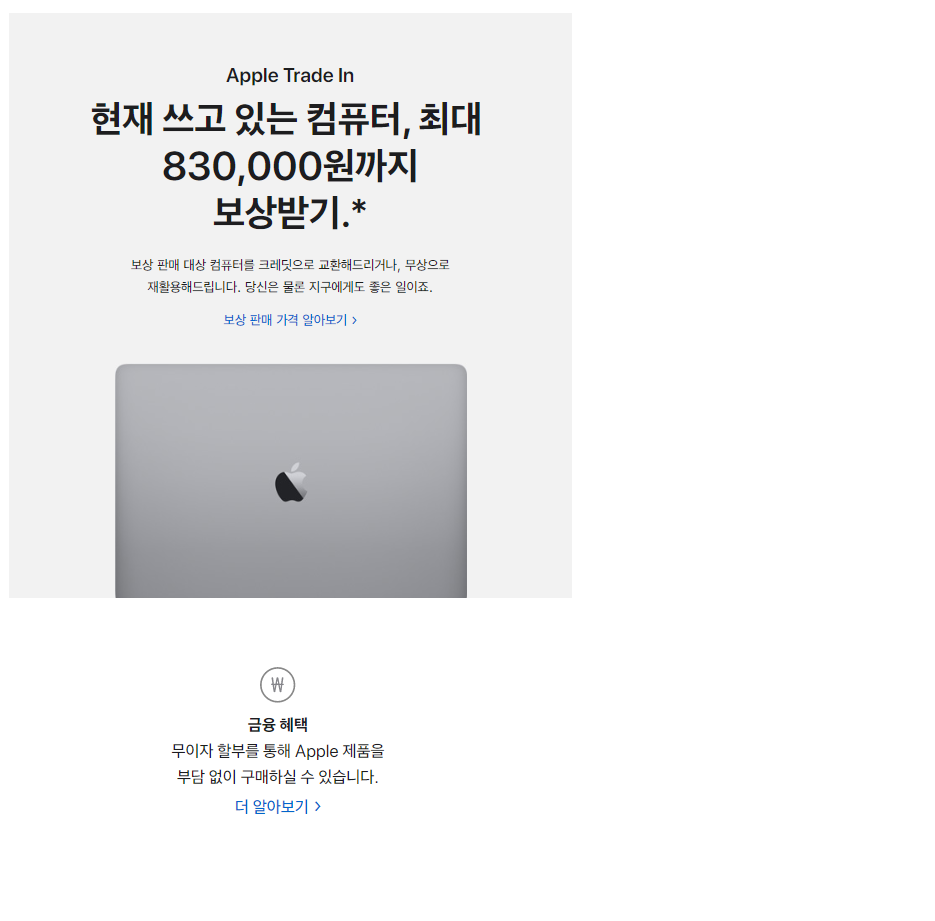 Apple Trade In
현재 쓰고 있는 컴퓨터, 최대
830,000원까지
보상받기.*
보상 판매 대상 컴퓨터를 크레딧으로 교환해드리거나, 무상으로
재활용해드립니다. 당신은 물론 지구에게도 좋은 일이죠.
보상 판매 가격 알아보기 >
₩
금융 혜택
무이자 할부를 통해 Apple 제품을
부담 없이 구매하실 수 있습니다.
더 알아보기 >